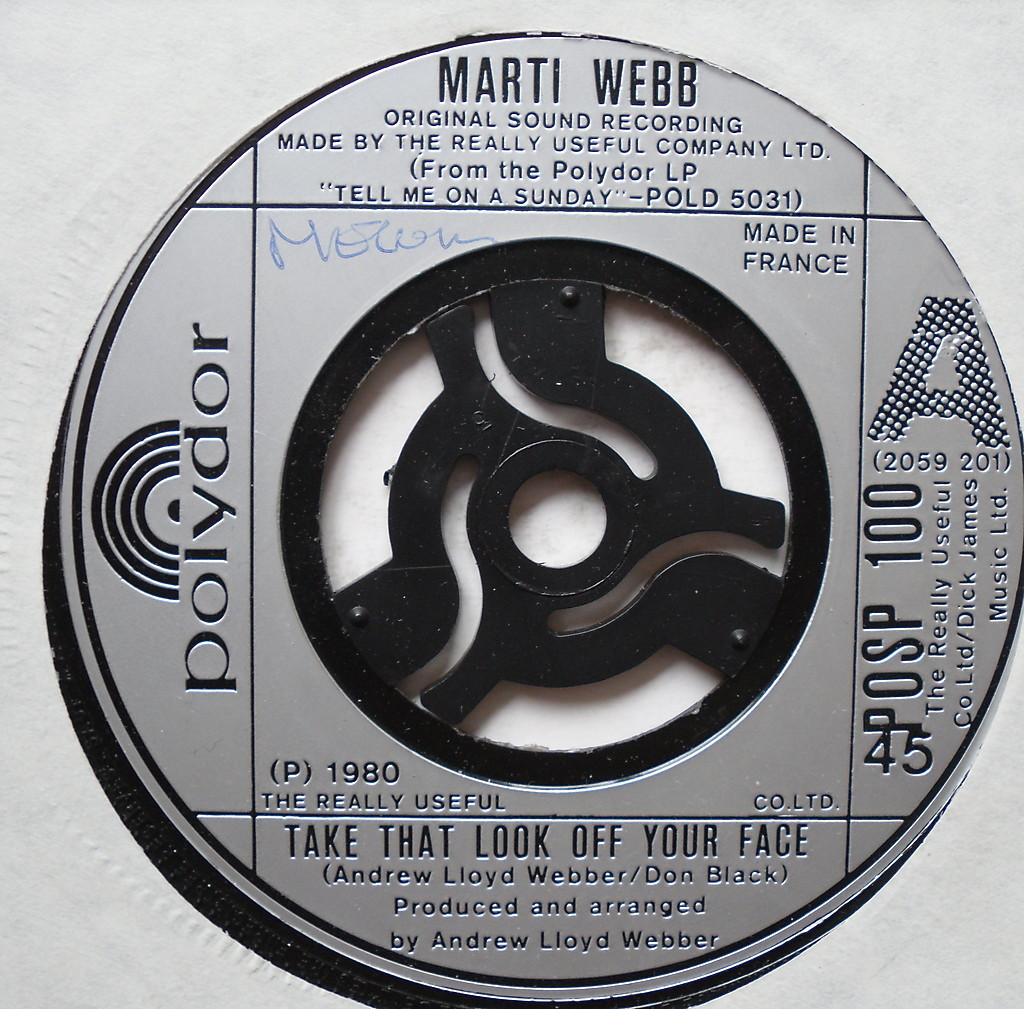 MARTI WEBB
ORIGINAL SOUND RECORDING
MADE BY THE REALLY USEFUL COMPANY LTD.
(From the Polydor LP
"TELL ME ON A SUNDAY"-POLD 5031)
MADE IN
FRANCE
polydor
A
(2059 201)
POSP 100
The Really Useful
Co.Ltd/Dick James
Music Ltd.
45
(P) 1980
THE REALLY USEFUL CO.LTD.
TAKE THAT LOOK OFF YOUR FACE
(Andrew Lloyd Webber/Don Black)
Produced and arranged
by Andrew Lloyd Webber